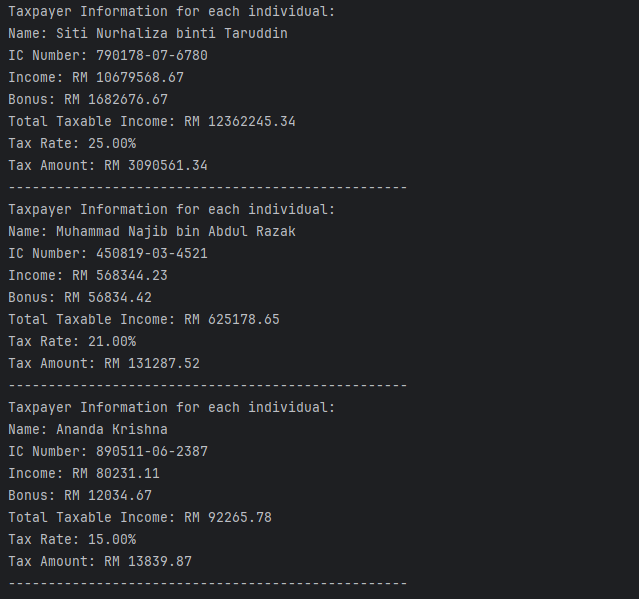 Taxpayer Information for each individual:
Name: Siti Nurhaliza binti Taruddin
IC Number: 790178-07-6780
Income: RM 10679568.67
Bonus: RM 1682676.67
Total Taxable Income: RM 12362245.34
Tax Rate: 25.00%
Tax Amount: RM 3090561.34
--------------------------------------------------
Taxpayer Information for each individual:
Name: Muhammad Najib bin Abdul Razak
IC Number: 450819-03-4521
Income: RM 568344.23
Bonus: RM 56834.42
Total Taxable Income: RM 625178.65
Tax Rate: 21.00%
Tax Amount: RM 131287.52
--------------------------------------------------
Taxpayer Information for each individual:
Name: Ananda Krishna
IC Number: 890511-06-2387
Income: RM 80231.11
Bonus: RM 12034.67
Total Taxable Income: RM 92265.78
Tax Rate: 15.00%
Tax Amount: RM 13839.87
--------------------------------------------------